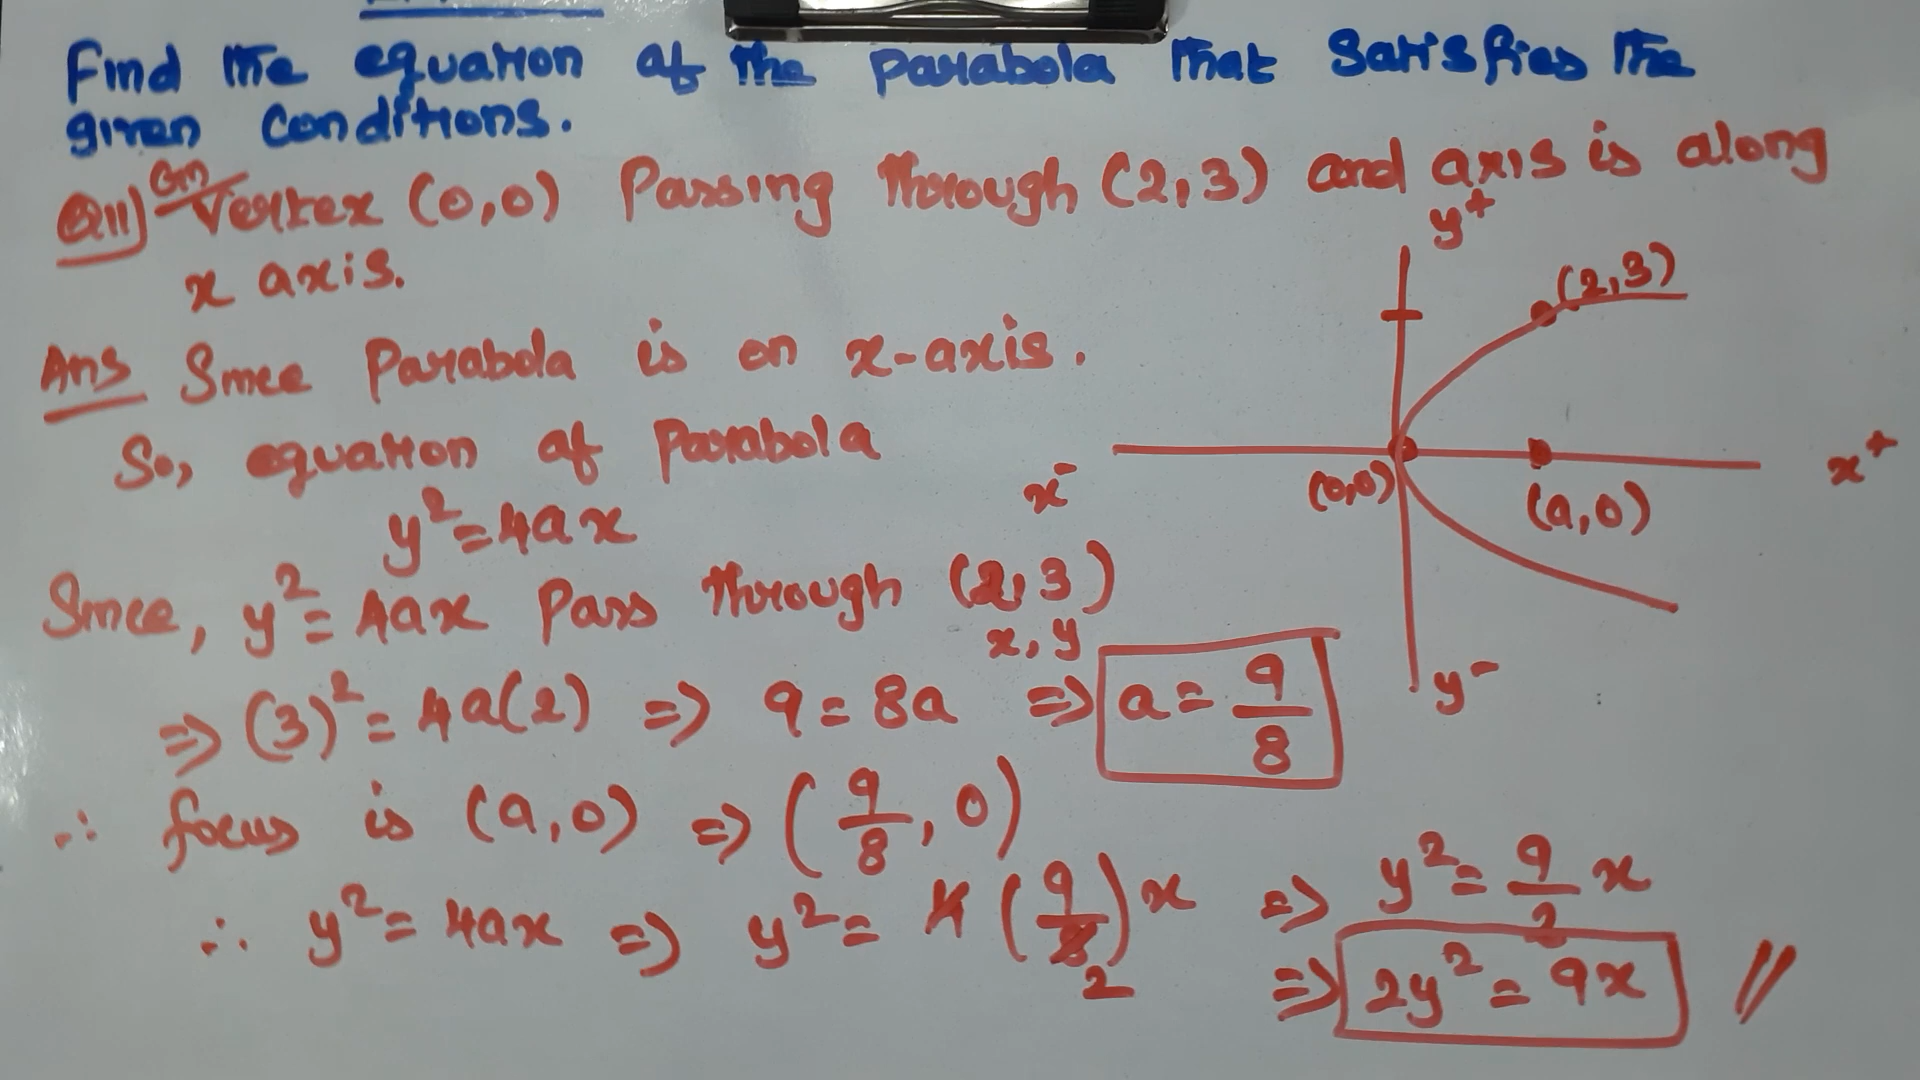 Find the equation of the parabola that satisfies the
given conditions.
Q11) Gn Vertex (0,0) Passing through (2,3) and axis is along
x axis.
Ans Since Parabola is on x-axis.
So, equation of Parabola
y²=4ax
Since, y²=4ax Pass through (2,3)
x, y
⇒ (3)²=4a(2) ⇒ 9=8a ⇒ a=9/8
∴ focus is (a,0) ⇒ (9/8, 0)
∴ y²=4ax ⇒ y²=4(9/8)x ⇒ y²=9/2 x
2
⇒ 2y²=9x //
y+
(2,3)
x-
(0,0)
(a,0)
x+
y-